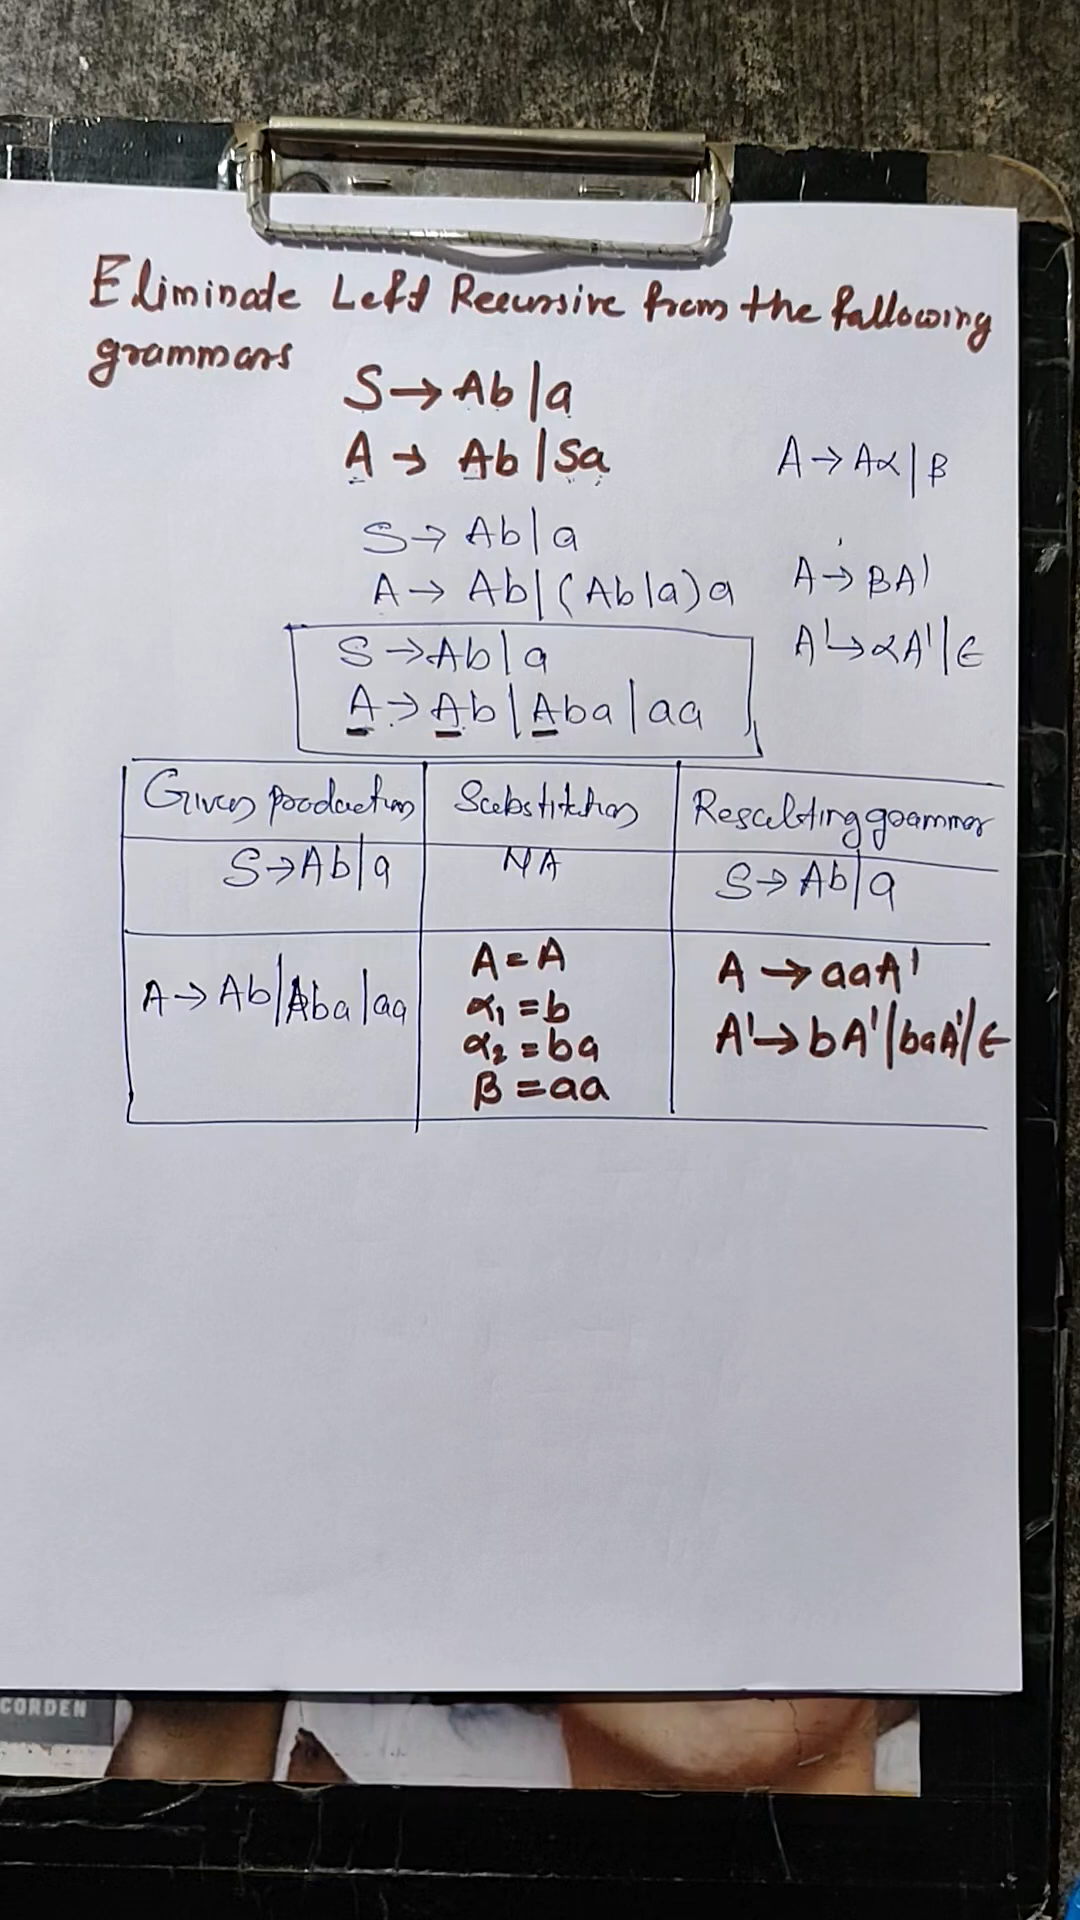 Eliminate Left Recursive from the fallowing
grammars
S → Ab | a
A → Ab | Sa
A → Aα | β
S → Ab | a
A → Ab | (Ab | a) a
A → βA'
A' → αA' | ∈
S → Ab | a
A → Ab | Aba | aa
Given production
Substitution
Resulting grammar
S → Ab | a
NA
S → Ab | a
A → Ab | Aba | aa
A = A
α₁ = b
α₂ = ba
β = aa
A → aaA'
A' → bA' | baA' | ∈
CORDEN